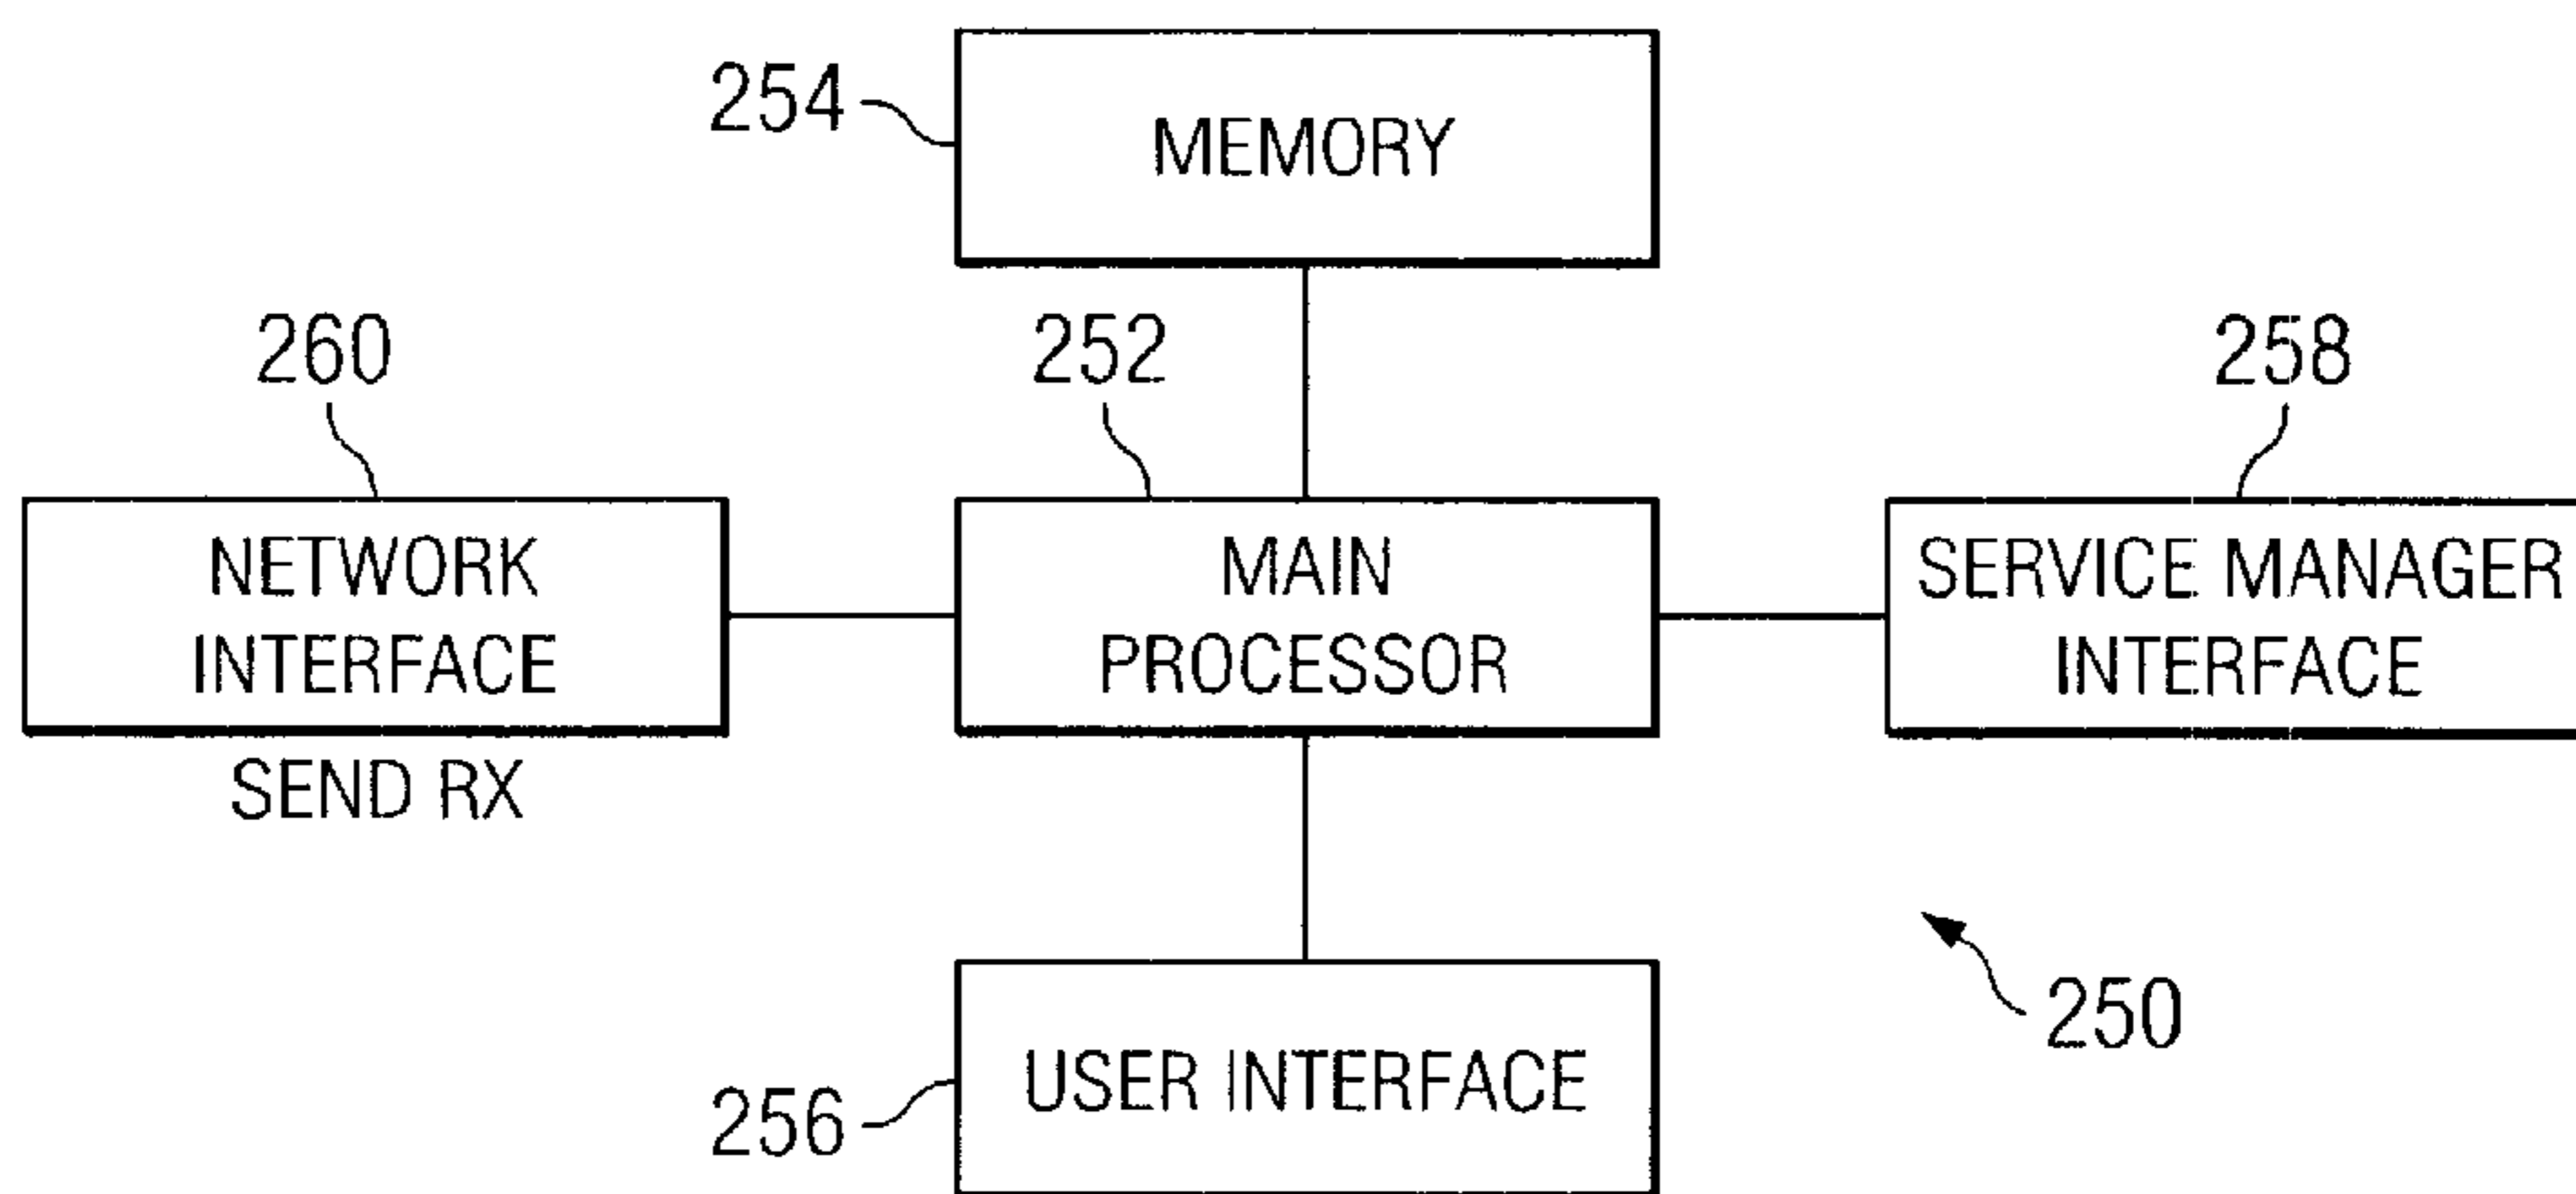 254
MEMORY
260
252
258
NETWORK
INTERFACE
MAIN
PROCESSOR
SERVICE MANAGER
INTERFACE
SEND RX
250
256
USER INTERFACE